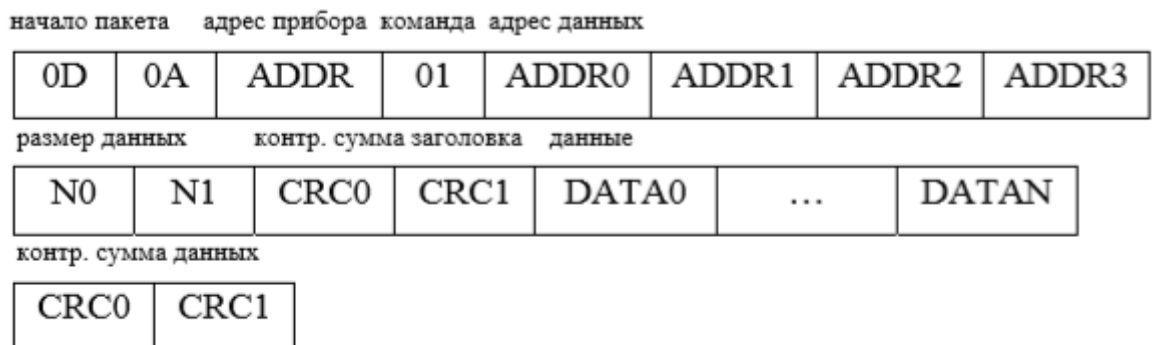 начало пакета адрес прибора команда адрес данных
0D 0A ADDR 01 ADDR0 ADDR1 ADDR2 ADDR3
размер данных контр. сумма заголовка данные
N0 N1 CRC0 CRC1 DATA0 ... DATAN
контр. сумма данных
CRC0 CRC1